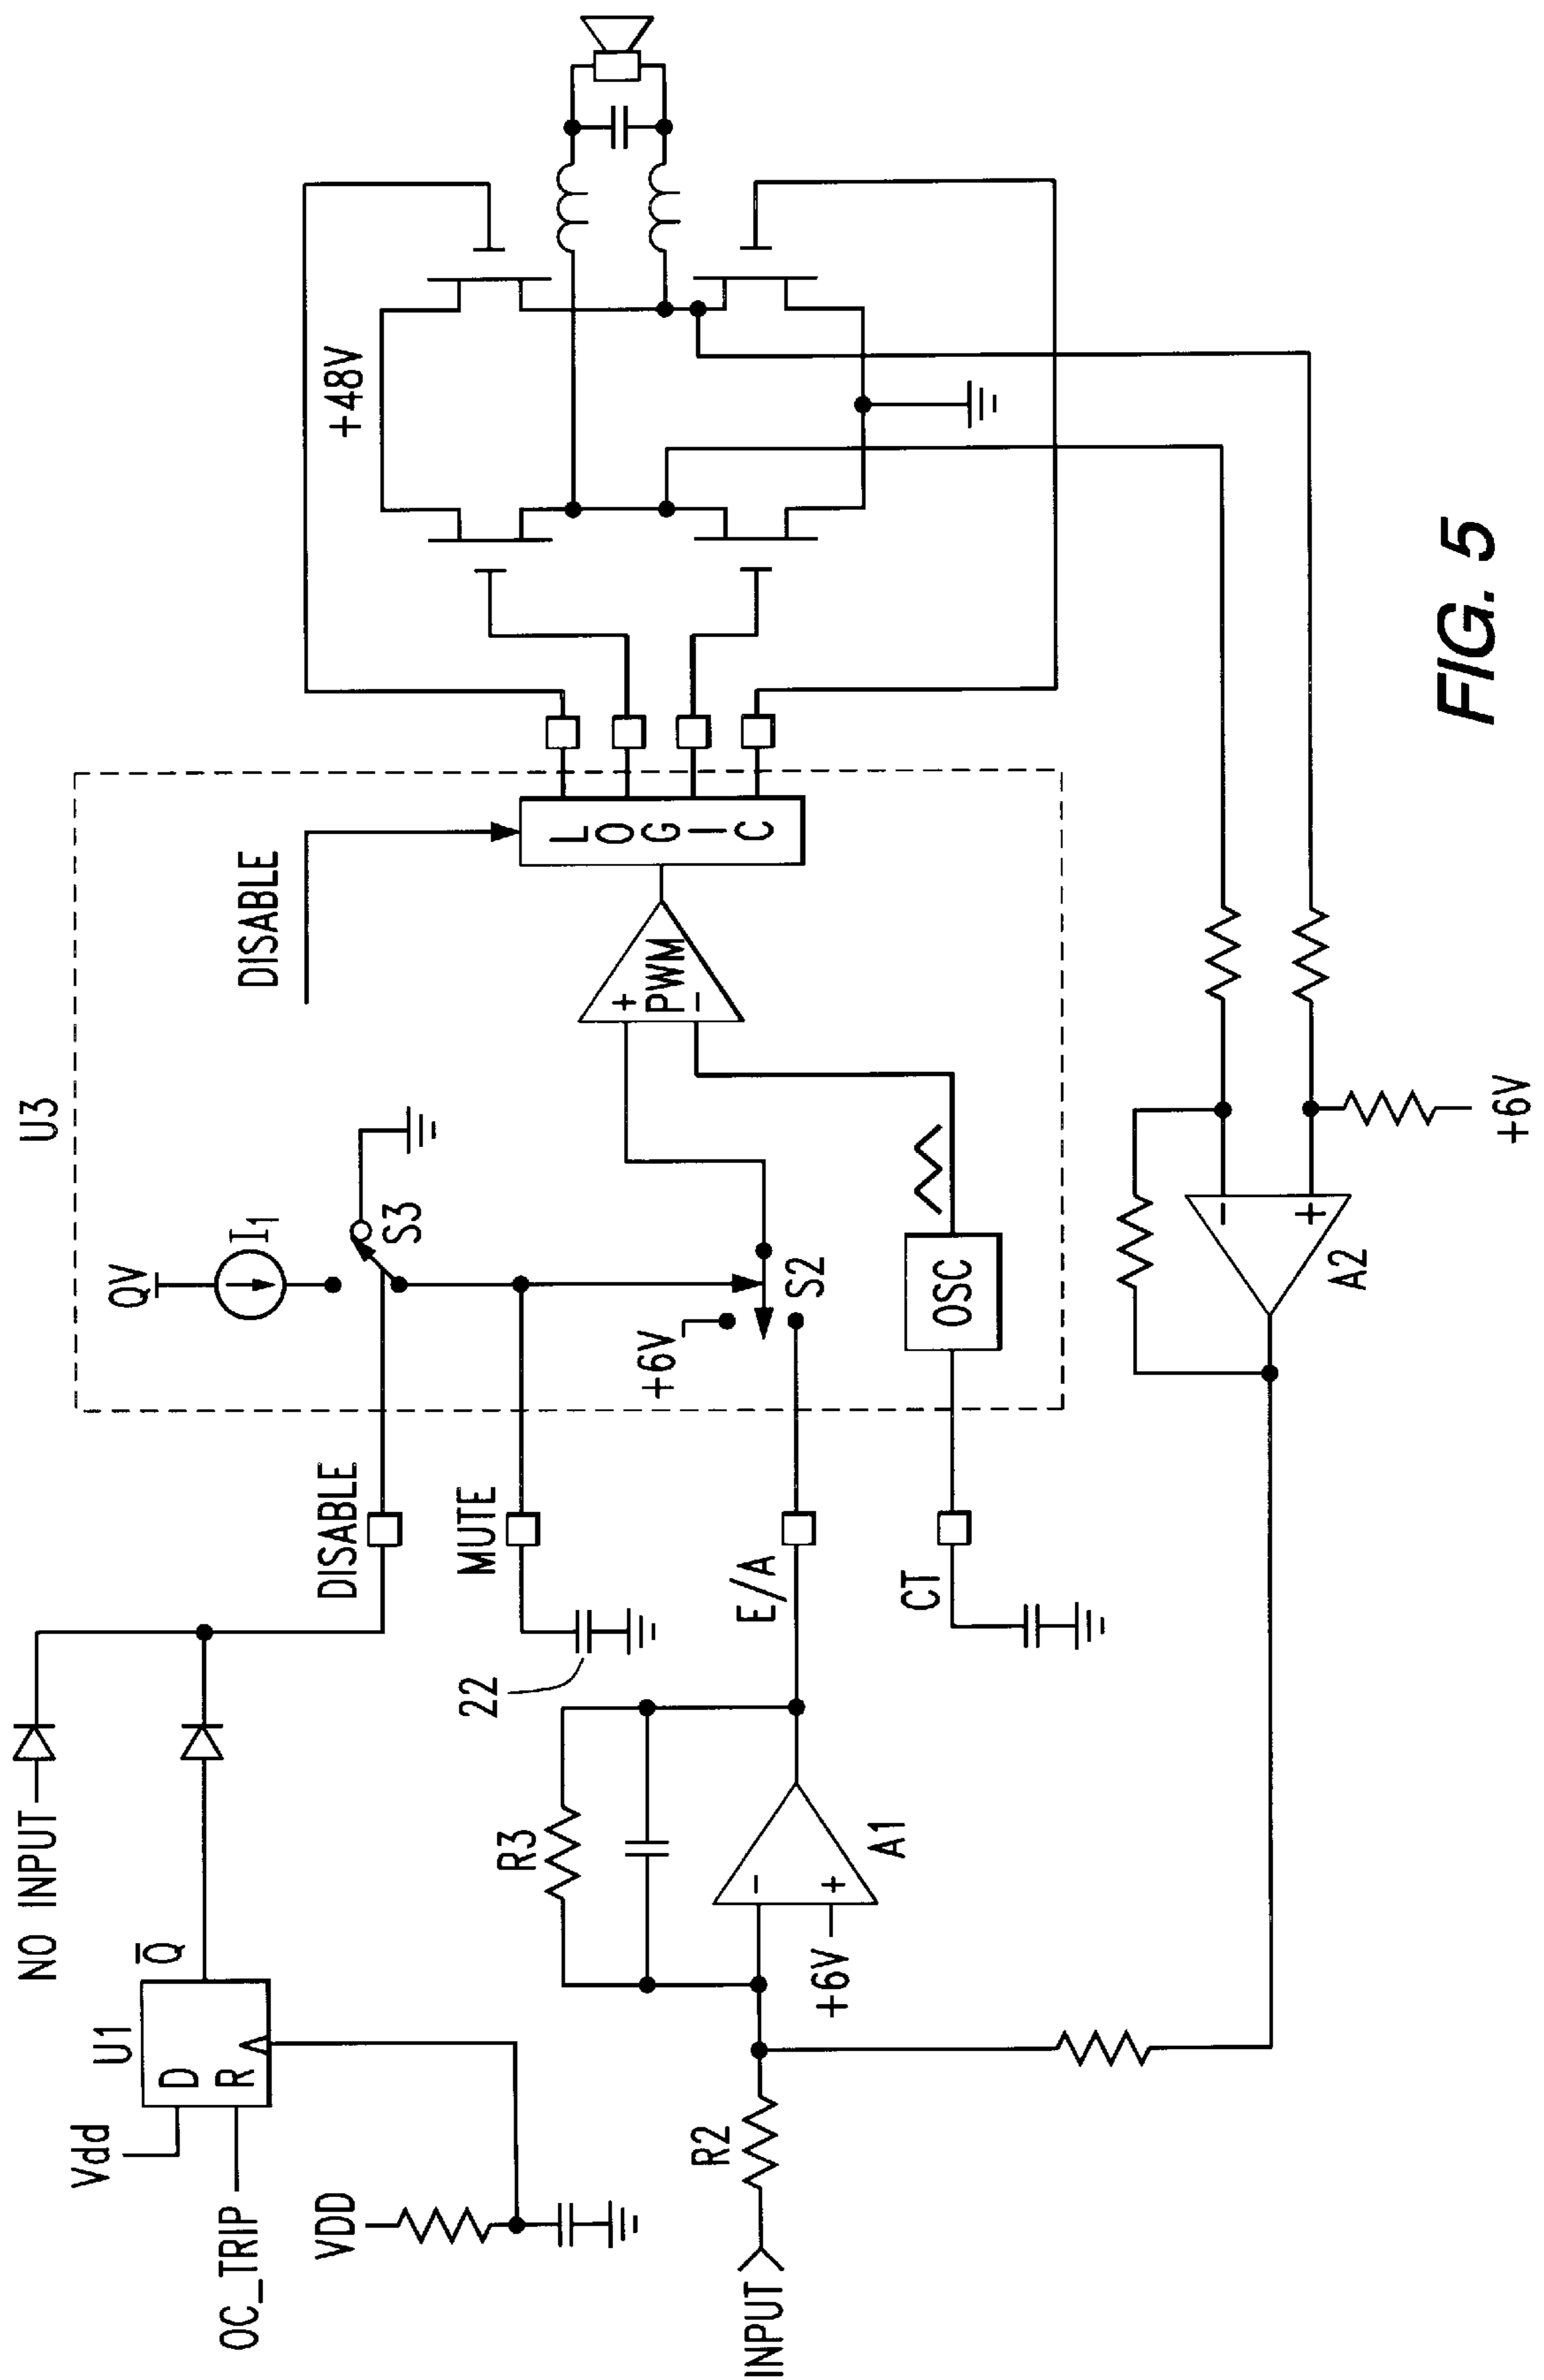 NO INPUT
U1
Q
D
R
Vdd
OC_TRIP
VDD
DISABLE
MUTE
22
R3
E/A
CT
R2
INPUT
A1
+6V
U3
QV
I1
S3
+6V
S2
OSC
DISABLE
+
PWM
−
LOGIC
+48V
A2
−
+
+6V
−
+
FIG. 5